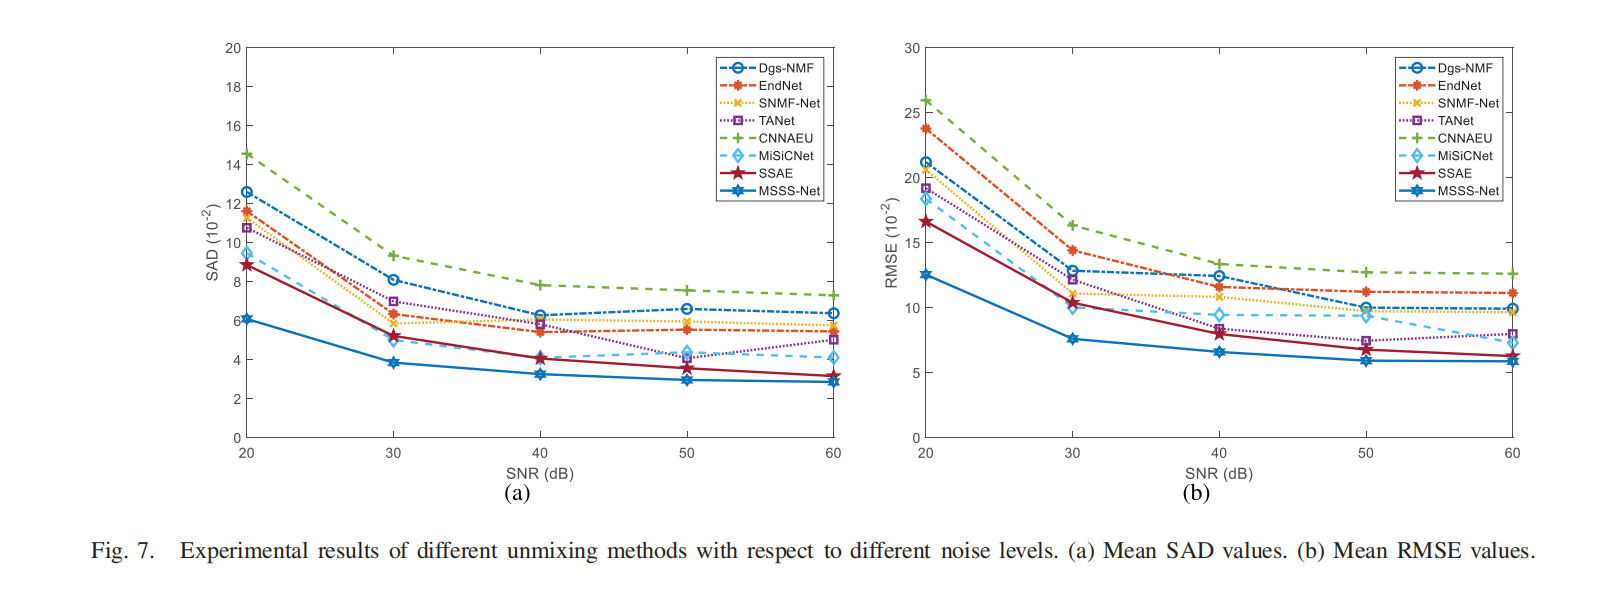 20
18
16
14
12
10
8
6
4
2
0
SAD (10-2)
20 30 40 50 60
SNR (dB)
(a)
Dgs-NMF
EndNet
SNMF-Net
TANet
CNNAEU
MiSiCNet
SSAE
MSSS-Net
30
25
20
15
10
5
0
RMSE (10-2)
20 30 40 50 60
SNR (dB)
(b)
Dgs-NMF
EndNet
SNMF-Net
TANet
CNNAEU
MiSiCNet
SSAE
MSSS-Net
Fig. 7. Experimental results of different unmixing methods with respect to different noise levels. (a) Mean SAD values. (b) Mean RMSE values.